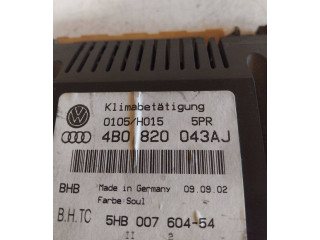 Klimabetätigung
0105/H015 5PR
4B0 820 043AJ
BHB Made in Germany 09.09.02
Farbe:Soul
B.H.TC 5HB 007 604-54